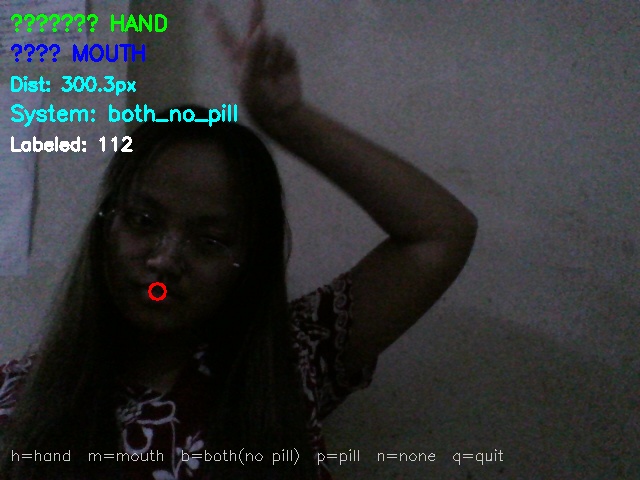 ??????? HAND
???? MOUTH
Dist: 300.3px
System: both_no_pill
Labeled: 112
h=hand m=mouth b=both(no pill) p=pill n=none q=quit